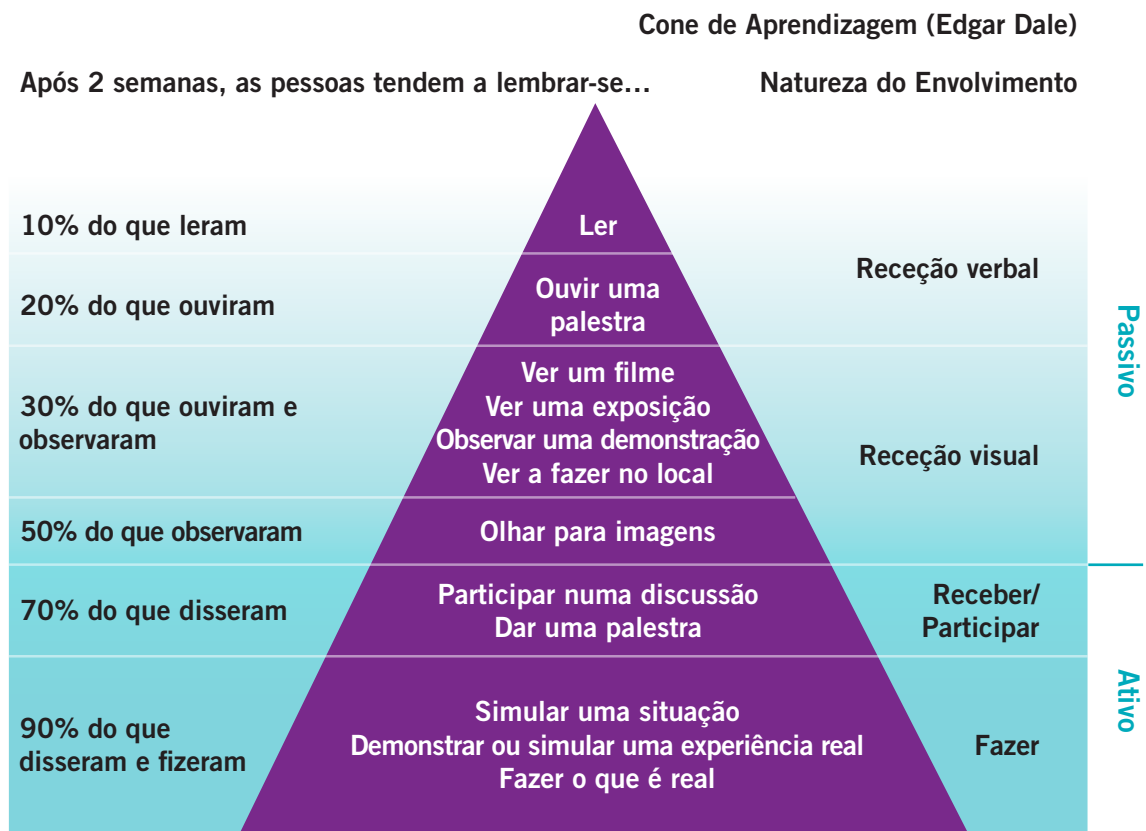 Cone de Aprendizagem (Edgar Dale)
Após 2 semanas, as pessoas tendem a lembrar-se...
Natureza do Envolvimento
10% do que leram
Ler
Receção verbal
20% do que ouviram
Ouvir uma
palestra
30% do que ouviram e
observaram
Ver um filme
Ver uma exposição
Observar uma demonstração
Ver a fazer no local
Receção visual
50% do que observaram
Olhar para imagens
Passivo
70% do que disseram
Participar numa discussão
Dar uma palestra
Receber/
Participar
90% do que
disseram e fizeram
Simular uma situação
Demonstrar ou simular uma experiência real
Fazer o que é real
Fazer
Ativo